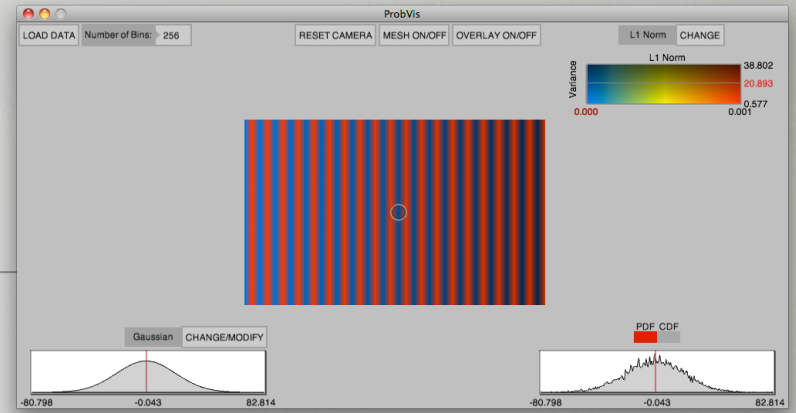 ProbVis
LOAD DATA Number of Bins: 256 RESET CAMERA MESH ON/OFF OVERLAY ON/OFF L1 Norm CHANGE
L1 Norm
Variance
38.802
20.893
0.577
0.000 0.001
Gaussian CHANGE/MODIFY
PDF CDF
-80.798 -0.043 82.814
-80.798 -0.043 82.814